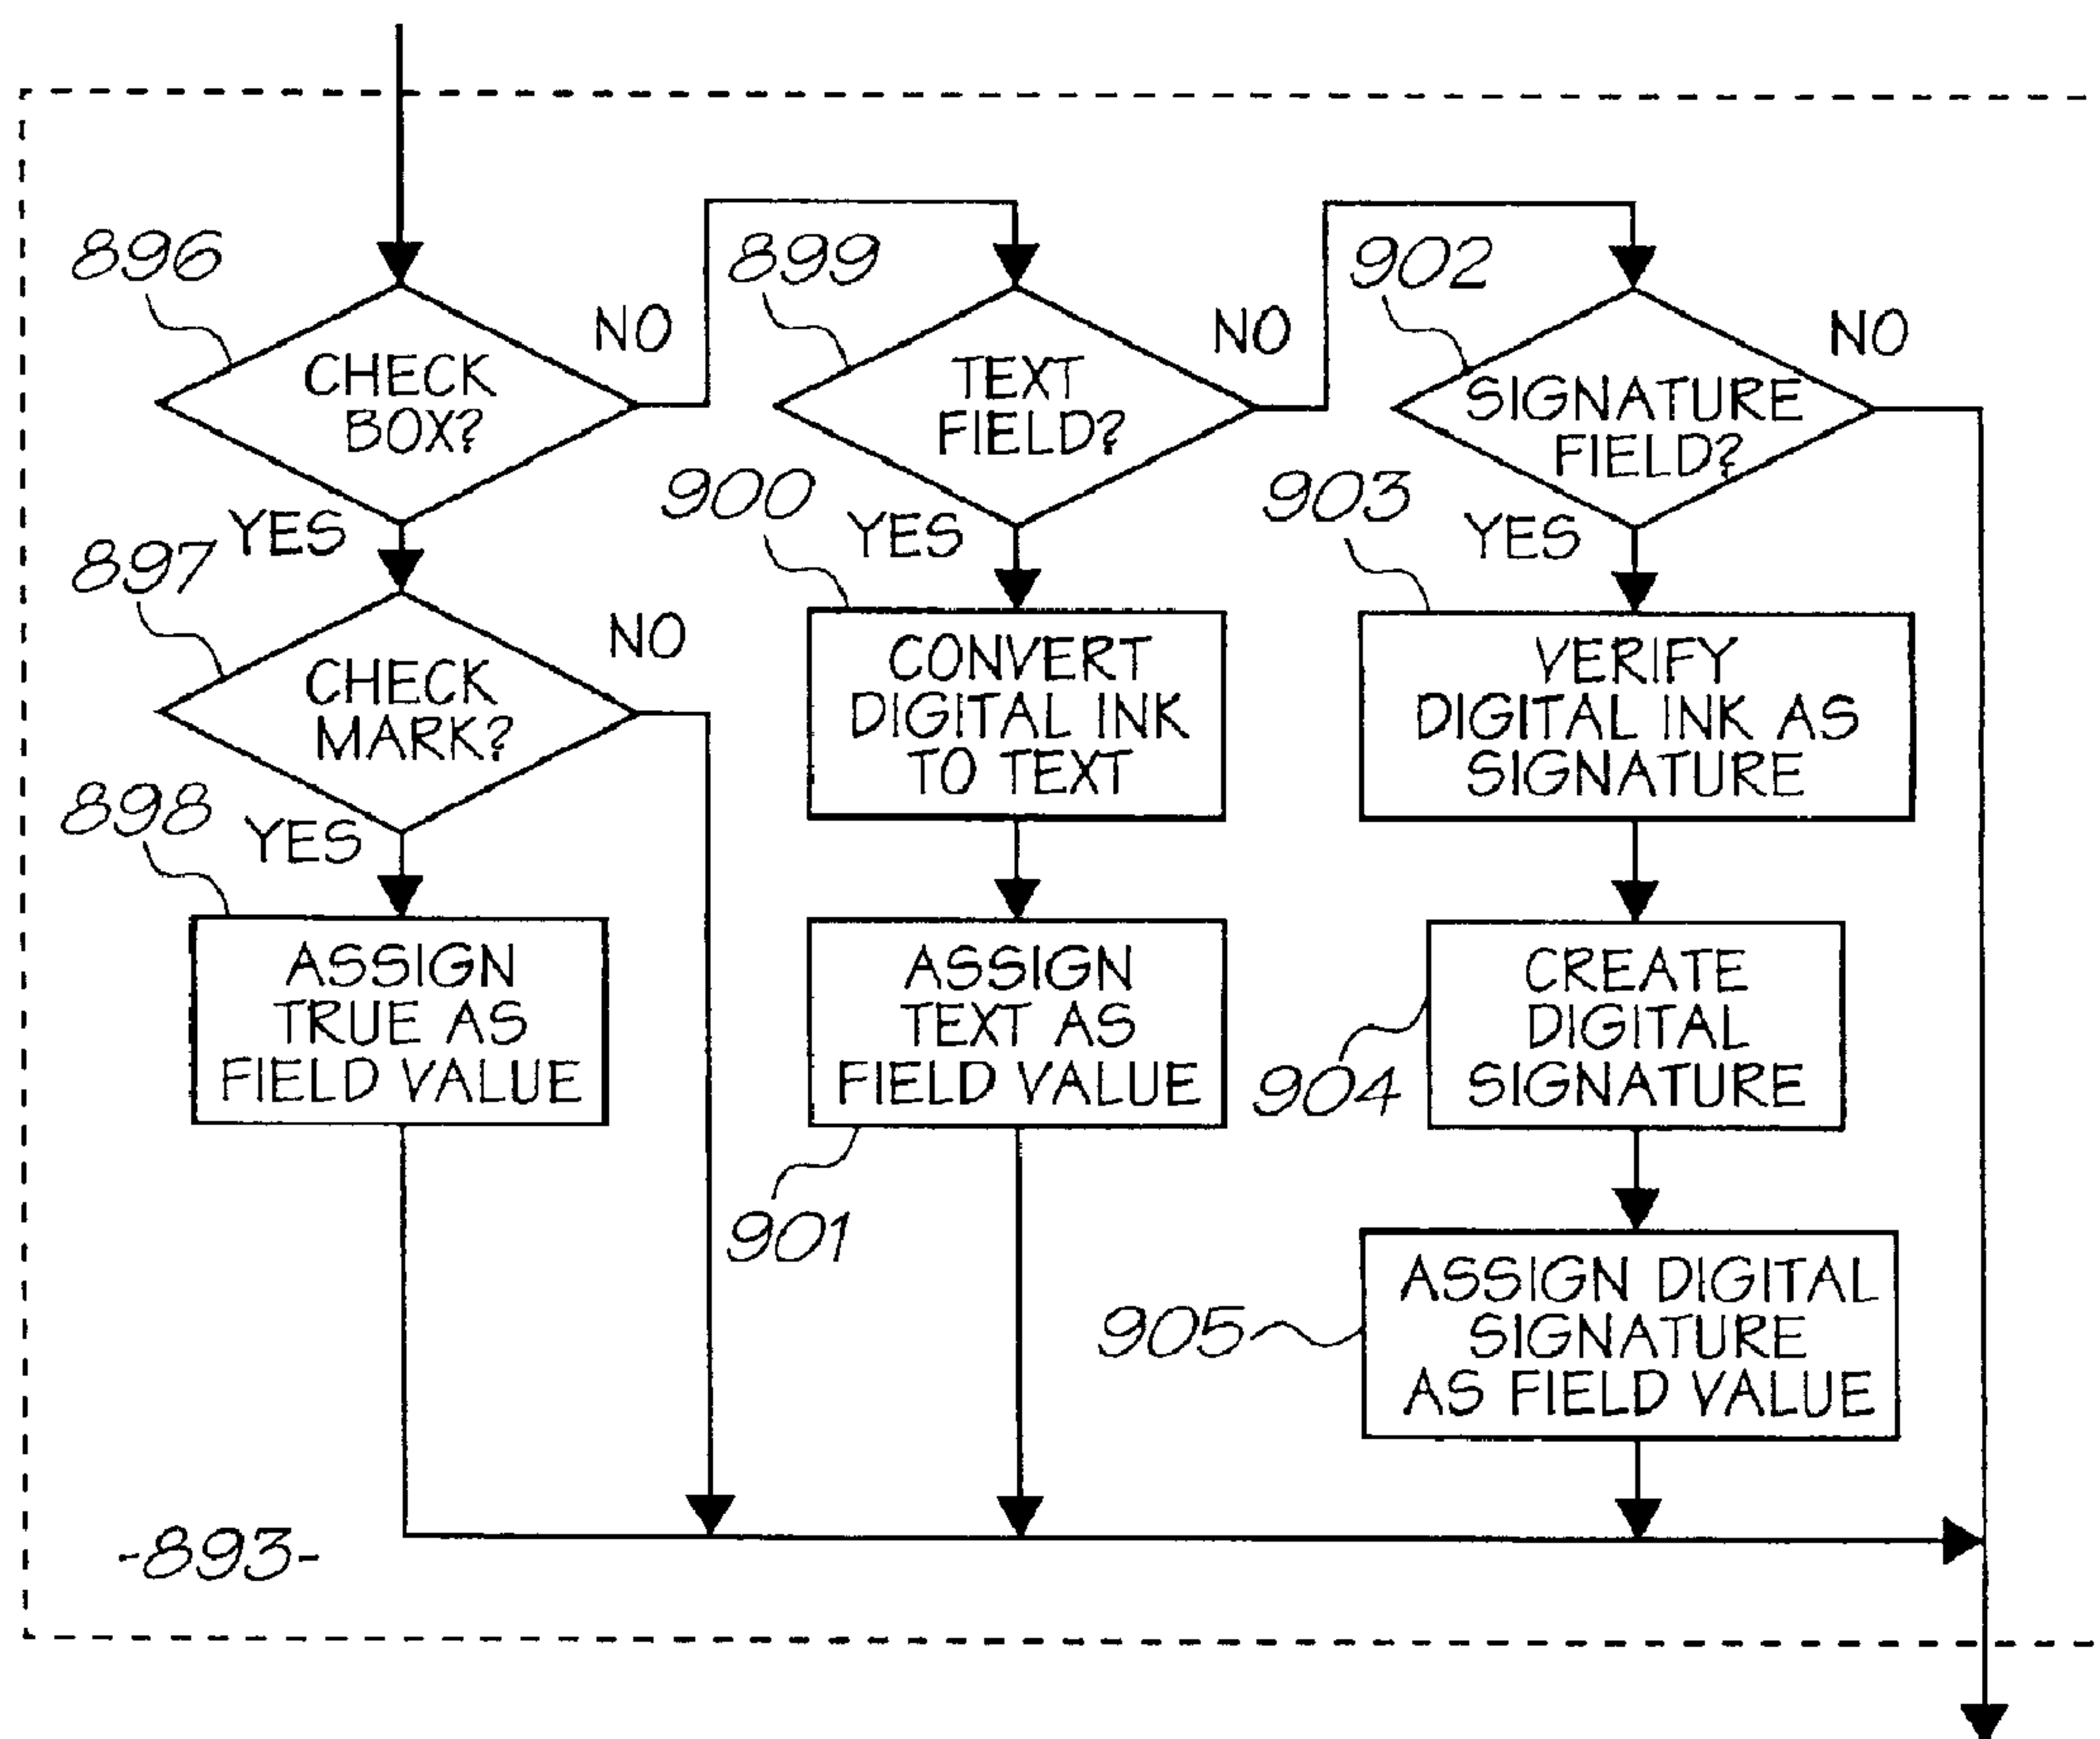 896
CHECK
BOX?
NO
YES
897
CHECK
MARK?
NO
YES
898
ASSIGN
TRUE AS
FIELD VALUE
899
TEXT
FIELD?
NO
YES
900
CONVERT
DIGITAL INK
TO TEXT
ASSIGN
TEXT AS
FIELD VALUE
901
902
SIGNATURE
FIELD?
NO
YES
903
VERIFY
DIGITAL INK AS
SIGNATURE
CREATE
DIGITAL
SIGNATURE
904
ASSIGN DIGITAL
SIGNATURE
AS FIELD VALUE
905
-893-